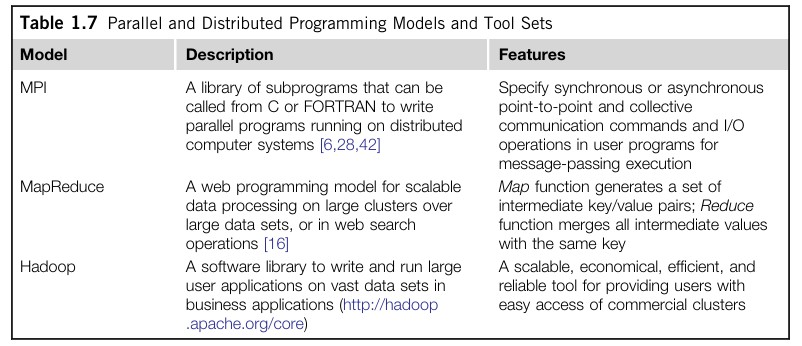 Table 1.7 Parallel and Distributed Programming Models and Tool Sets
Model Description Features
MPI
A library of subprograms that can be
called from C or FORTRAN to write
parallel programs running on distributed
computer systems [6,28,42]
Specify synchronous or asynchronous
point-to-point and collective
communication commands and I/O
operations in user programs for
message-passing execution
MapReduce
A web programming model for scalable
data processing on large clusters over
large data sets, or in web search
operations [16]
Map function generates a set of
intermediate key/value pairs; Reduce
function merges all intermediate values
with the same key
Hadoop
A software library to write and run large
user applications on vast data sets in
business applications (http://hadoop
.apache.org/core)
A scalable, economical, efficient, and
reliable tool for providing users with
easy access of commercial clusters